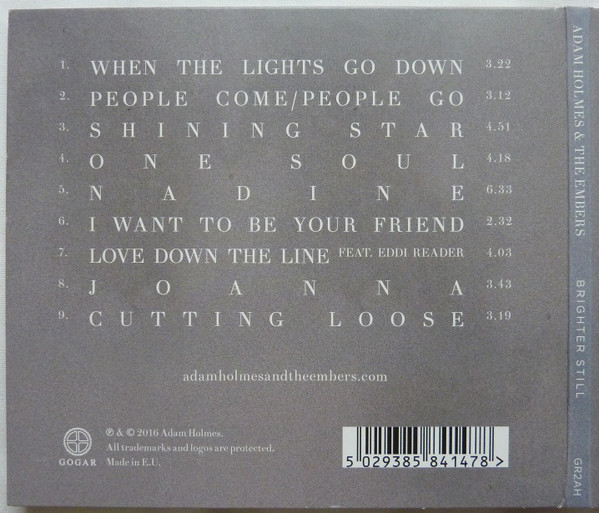 1. WHEN THE LIGHTS GO DOWN 3.22
2. PEOPLE COME/PEOPLE GO 3.12
3. SHINING STAR 4.51
4. ONE SOUL 4.18
5. NADINE 6.33
6. I WANT TO BE YOUR FRIEND 2.32
7. LOVE DOWN THE LINE FEAT. EDDI READER 4.03
8. JOANNA 3.43
9. CUTTING LOOSE 3.19
adamholmesandtheembers.com
GOGAR
℗ & © 2016 Adam Holmes.
All trademarks and logos are protected.
Made in E.U.
5 029385 841478 >
ADAM HOLMES & THE EMBERS
BRIGHTER STILL
GR2AH